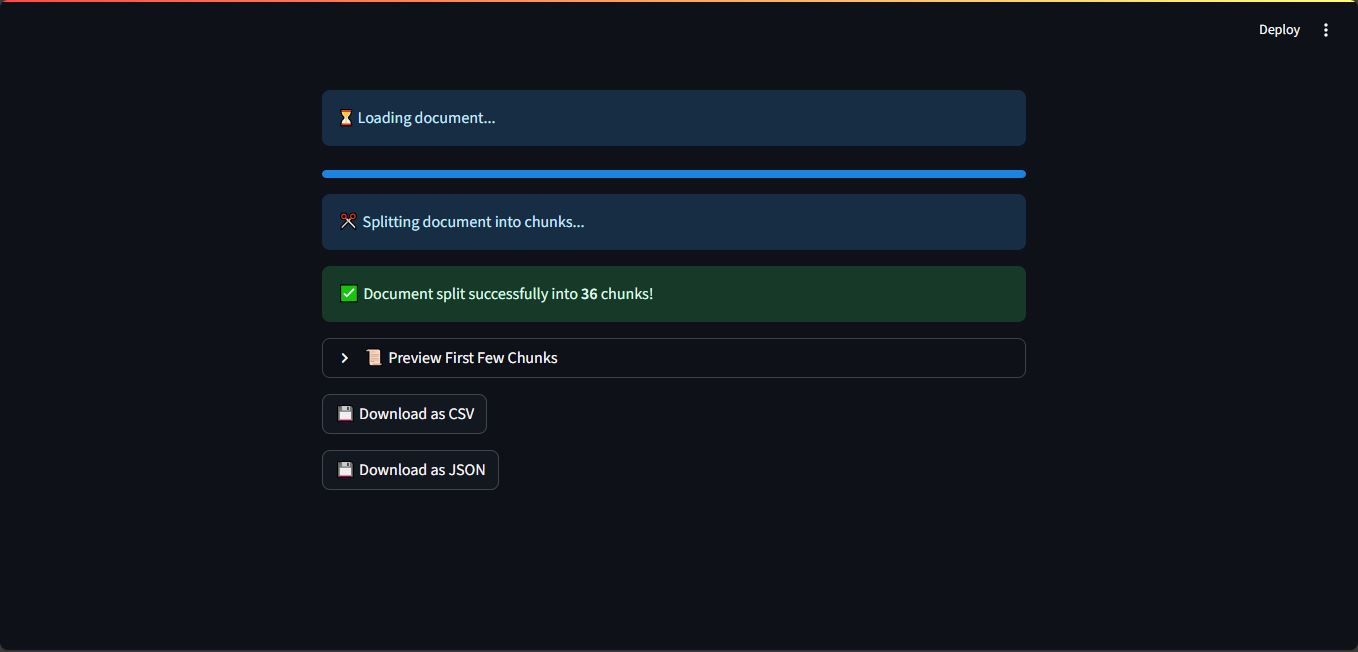 Deploy
⏳ Loading document...
✂️ Splitting document into chunks...
✅ Document split successfully into 36 chunks!
📜 Preview First Few Chunks
💾 Download as CSV
💾 Download as JSON